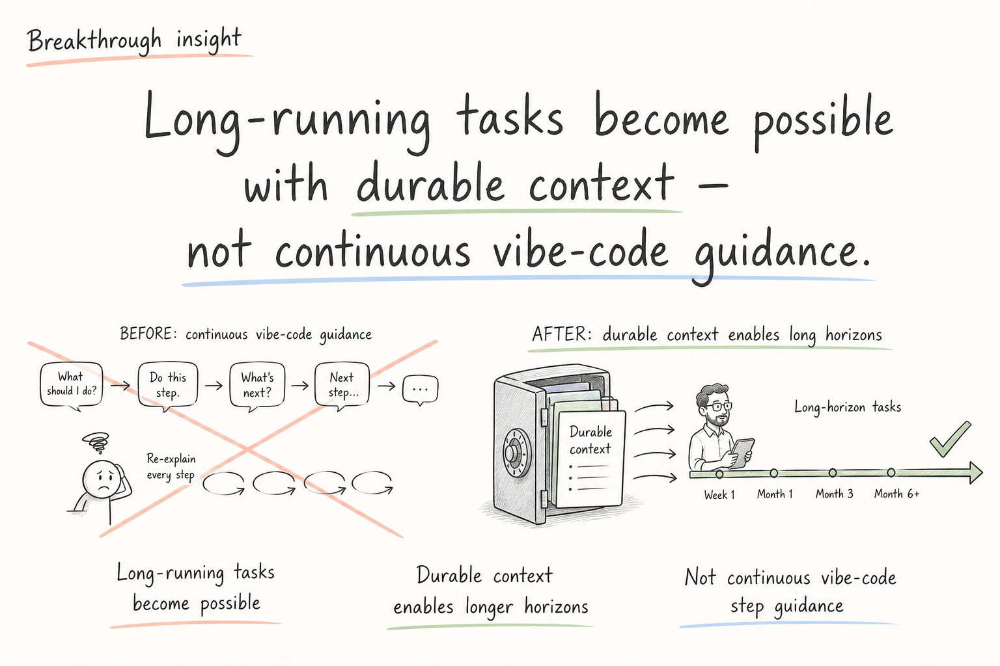 Breakthrough insight
Long-running tasks become possible
with durable context –
not continuous vibe-code guidance.
BEFORE: continuous vibe-code guidance
What
should I do?
Do this
step.
What's
next?
Next
step...
...
Re-explain
every step
AFTER: durable context enables long horizons
Durable
context
Long-horizon tasks
Week 1
Month 1
Month 3
Month 6+
Long-running tasks
become possible
Durable context
enables longer horizons
Not continuous vibe-code
step guidance